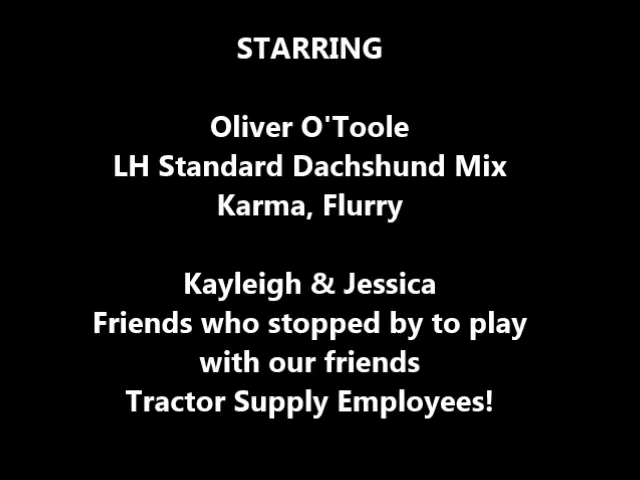 STARRING
Oliver O'Toole
LH Standard Dachshund Mix
Karma, Flurry
Kayleigh & Jessica
Friends who stopped by to play
with our friends
Tractor Supply Employees!